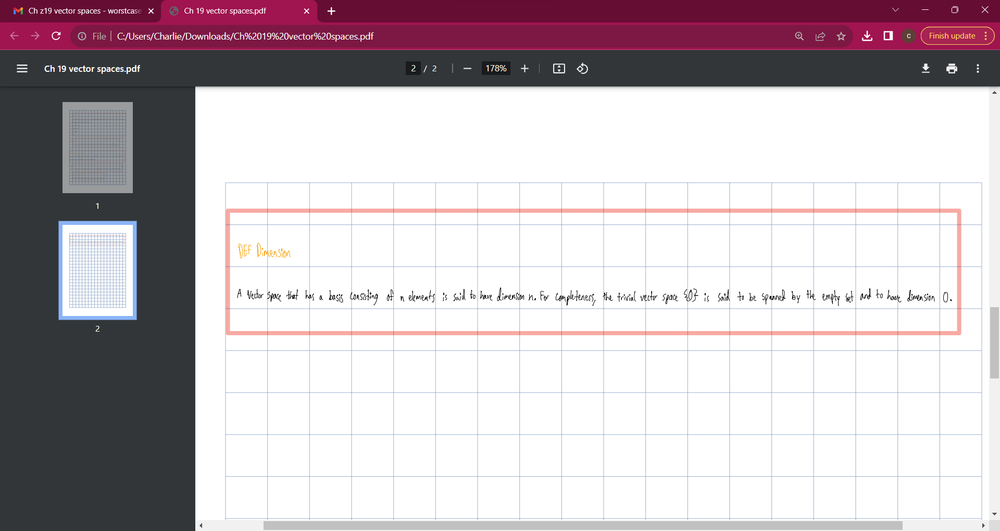 Ch z19 vector spaces - worstcase
Ch 19 vector spaces.pdf
File
C:/Users/Charlie/Downloads/Ch%2019%20vector%20spaces.pdf
c
Finish update
Ch 19 vector spaces.pdf
2 / 2
178%
1
2
DEF Dimension
A Vector space that has a basis consisting of n elements is said to have dimension n. For completeness, the trivial vector space {0} is said to be spanned by the empty set and to have dimension 0.